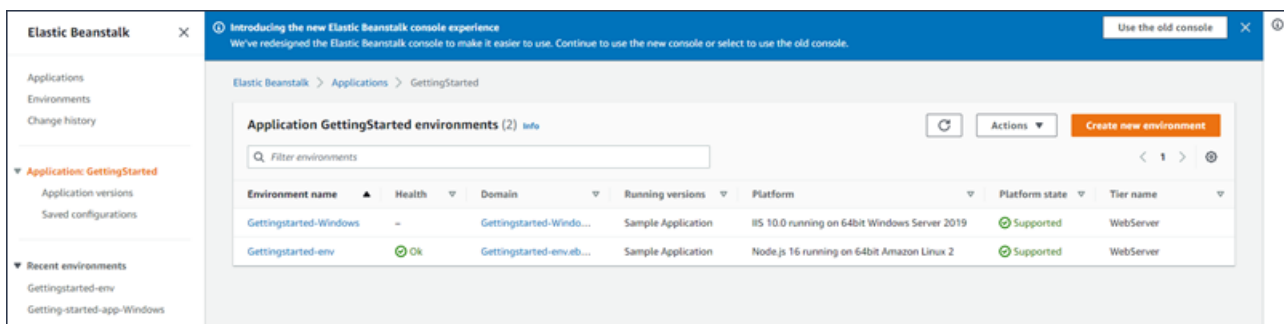 Elastic Beanstalk
Applications
Environments
Change history
Application: GettingStarted
Application versions
Saved configurations
Recent environments
Gettingstarted-env
Getting-started-app-Windows
Introducing the new Elastic Beanstalk console experience
We've redesigned the Elastic Beanstalk console to make it easier to use. Continue to use the new console or select to use the old console.
Use the old console
Elastic Beanstalk > Applications > GettingStarted
Application GettingStarted environments (2) Info
Actions
Create new environment
Filter environments
< 1 >
Environment name Health Domain Running versions Platform Platform state Tier name
Gettingstarted-Windows – Gettingstarted-Windo... Sample Application IIS 10.0 running on 64bit Windows Server 2019 Supported WebServer
Gettingstarted-env Ok Gettingstarted-env.eb... Sample Application Node.js 16 running on 64bit Amazon Linux 2 Supported WebServer